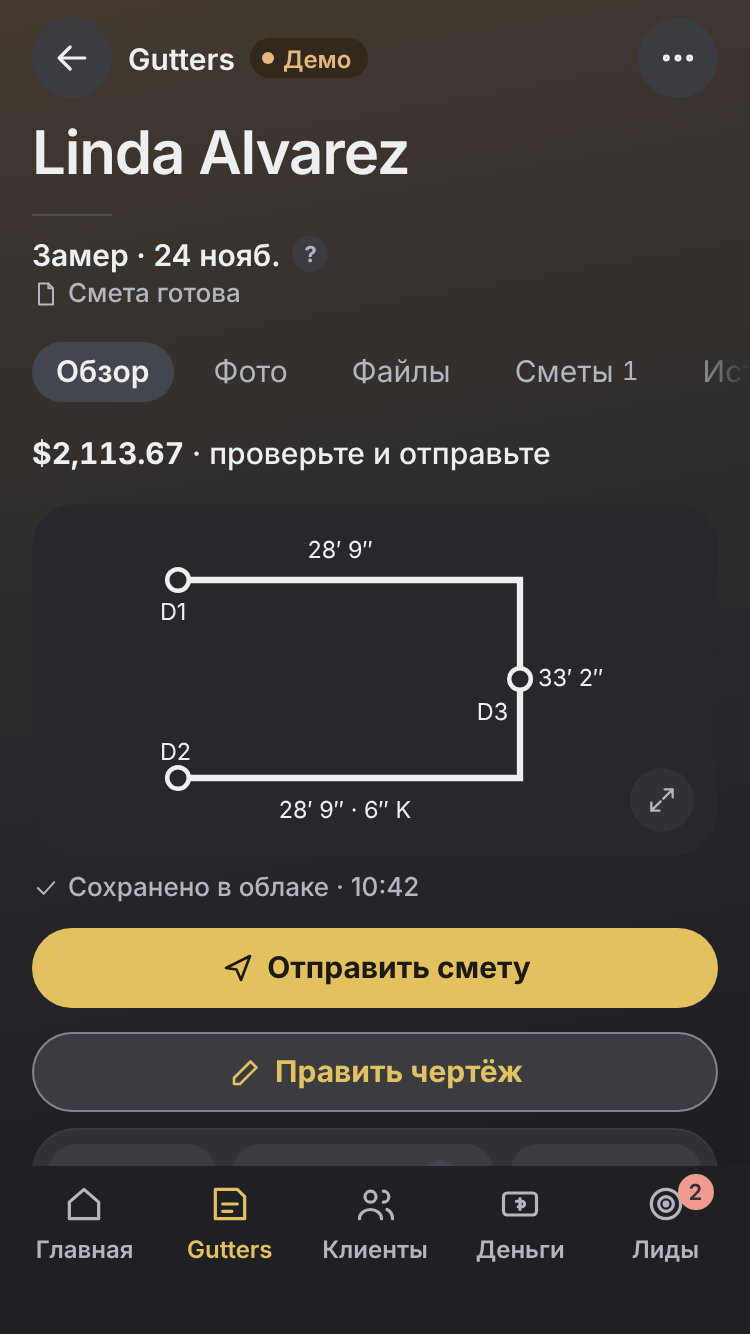 Gutters
Демо
Linda Alvarez
Замер · 24 нояб. ?
Смета готова
Обзор
Фото
Файлы
Сметы 1
$2,113.67 · проверьте и отправьте
28′ 9″
D1
33′ 2″
D3
D2
28′ 9″ · 6″ K
Сохранено в облаке · 10:42
Отправить смету
Править чертёж
2
Главная
Gutters
Клиенты
Деньги
Лиды